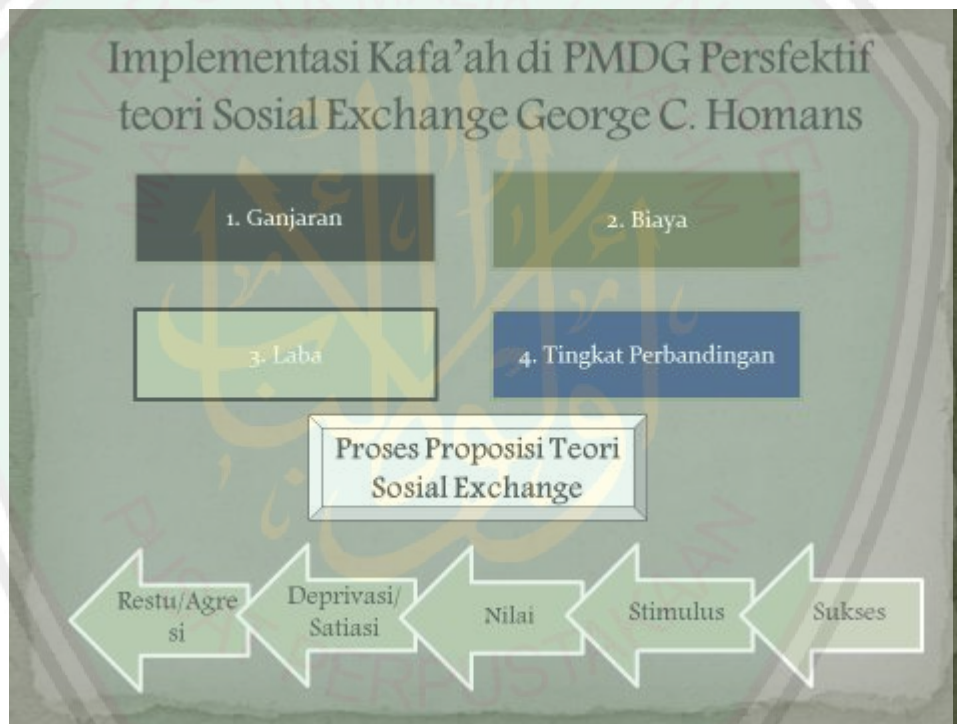 Implementasi Kafa'ah di PMDG Persfektif
teori Sosial Exchange George C. Homans
1. Ganjaran
2. Biaya
3. Laba
4. Tingkat Perbandingan
Proses Proposisi Teori
Sosial Exchange
Restu/Agre
si
Deprivasi/
Satiasi
Nilai
Stimulus
Sukses